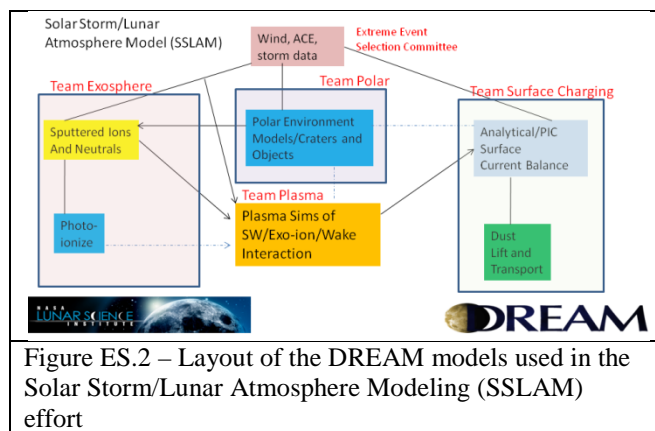 Solar Storm/Lunar
Atmosphere Model (SSLAM)
Wind, ACE,
storm data
Extreme Event
Selection Committee
Team Exosphere
Team Polar
Team Surface Charging
Sputtered Ions
And Neutrals
Polar Environment
Models/Craters and
Objects
Analytical/PIC
Surface
Current Balance
Team Plasma
Plasma Sims of
SW/Exo-ion/Wake
Interaction
Photo-
ionize
Dust
Lift and
Transport
NASA
LUNAR SCIENCE
INSTITUTE
DREAM
Figure ES.2 – Layout of the DREAM models used in the
Solar Storm/Lunar Atmosphere Modeling (SSLAM)
effort